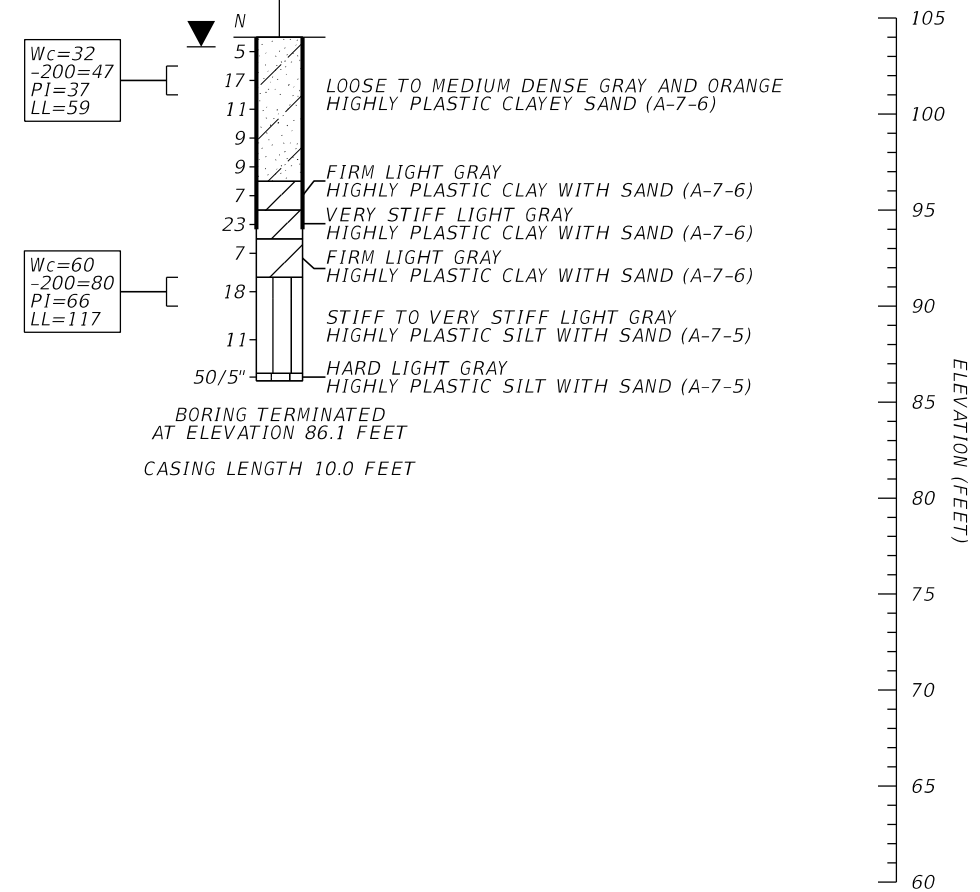 N
Wc=32
-200=47
PI=37
LL=59
5
17
11
9
9
7
23
7
18
11
50/5"
LOOSE TO MEDIUM DENSE GRAY AND ORANGE
HIGHLY PLASTIC CLAYEY SAND (A-7-6)
FIRM LIGHT GRAY
HIGHLY PLASTIC CLAY WITH SAND (A-7-6)
VERY STIFF LIGHT GRAY
HIGHLY PLASTIC CLAY WITH SAND (A-7-6)
FIRM LIGHT GRAY
HIGHLY PLASTIC CLAY WITH SAND (A-7-6)
Wc=60
-200=80
PI=66
LL=117
STIFF TO VERY STIFF LIGHT GRAY
HIGHLY PLASTIC SILT WITH SAND (A-7-5)
HARD LIGHT GRAY
HIGHLY PLASTIC SILT WITH SAND (A-7-5)
BORING TERMINATED
AT ELEVATION 86.1 FEET
CASING LENGTH 10.0 FEET
105
100
95
90
85
80
75
70
65
60
ELEVATION (FEET)